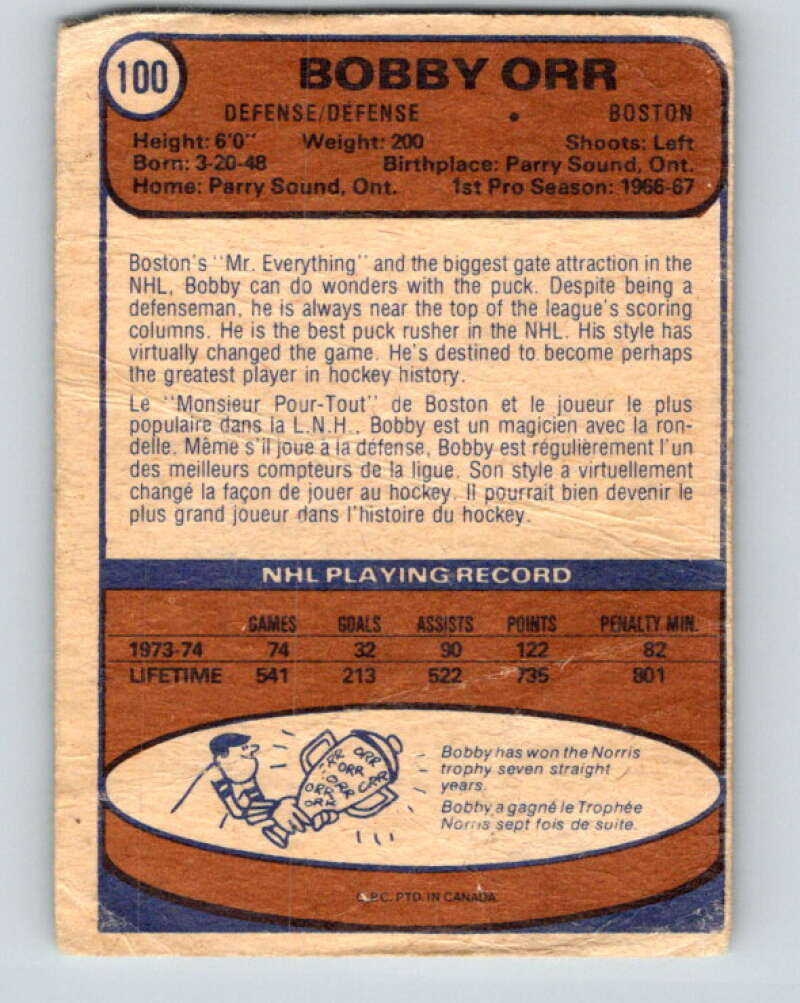 100
BOBBY ORR
DEFENSE/DÉFENSE • BOSTON
Height: 6'0" Weight: 200 Shoots: Left
Born: 3-20-48 Birthplace: Parry Sound, Ont.
Home: Parry Sound, Ont. 1st Pro Season: 1966-67
Boston's "Mr. Everything" and the biggest gate attraction in the
NHL, Bobby can do wonders with the puck. Despite being a
defenseman, he is always near the top of the league's scoring
columns. He is the best puck rusher in the NHL. His style has
virtually changed the game. He's destined to become perhaps
the greatest player in hockey history.
Le "Monsieur Pour-Tout" de Boston et le joueur le plus
populaire dans la L.N.H., Bobby est un magicien avec la ron-
delle. Même s'il joue à la défense, Bobby est régulièrement l'un
des meilleurs compteurs de la ligue. Son style a virtuellement
changé la façon de jouer au hockey. Il pourrait bien devenir le
plus grand joueur dans l'histoire du hockey.
NHL PLAYING RECORD
GAMES GOALS ASSISTS POINTS PENALTY MIN.
1973-74 74 32 90 122 82
LIFETIME 541 213 522 735 801
ORR ORR
ORR
ORR ORR ORR
ORR
Bobby has won the Norris
trophy seven straight
years.
Bobby a gagné le Trophée
Norris sept fois de suite.
O.P.C. PTD. IN CANADA